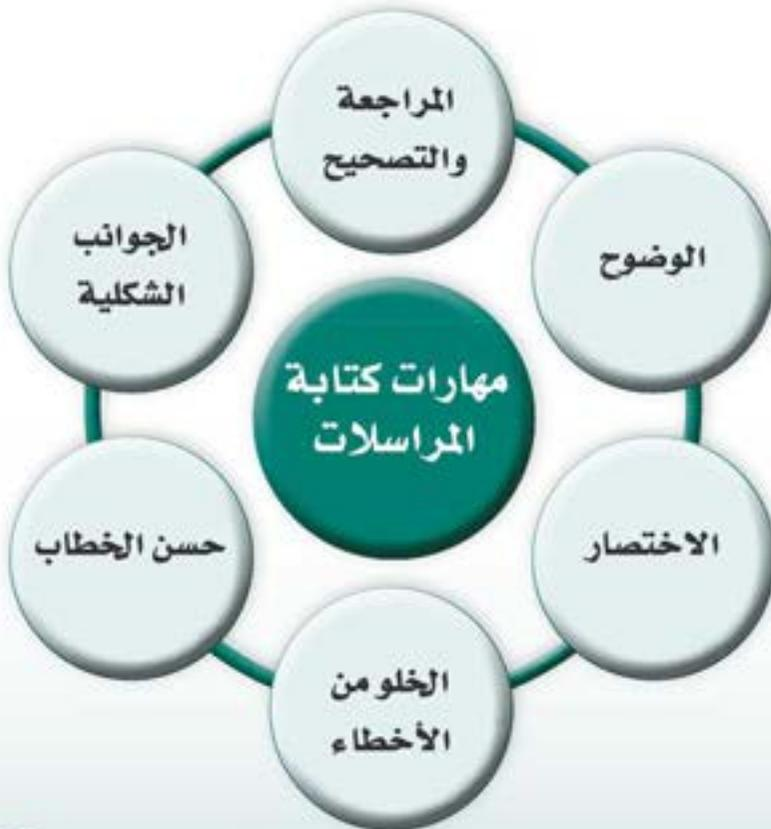 مهارات كتابة
المراسلات
المراجعة
والتصحيح
الوضوح
الاختصار
الخلو من
الأخطاء
حسن الخطاب
الجوانب
الشكلية